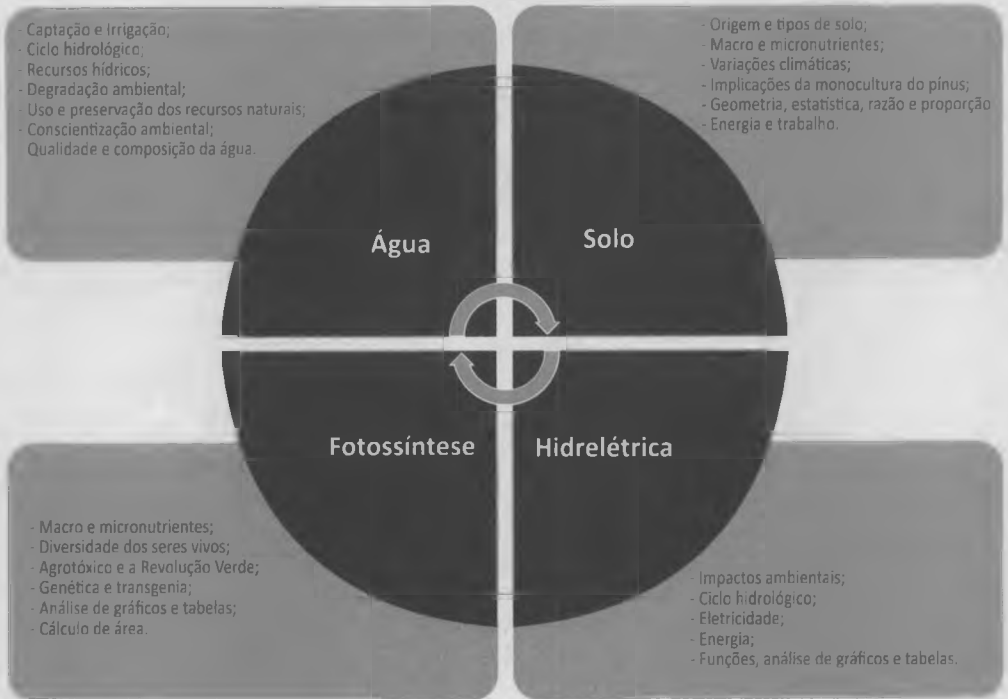 - Captação e Irrigação;
- Ciclo hidrológico;
- Recursos hídricos;
- Degradação ambiental;
- Uso e preservação dos recursos naturais;
- Conscientização ambiental;
Qualidade e composição da água.
- Origem e tipos de solo;
- Macro e micronutrientes;
- Variações climáticas;
- Implicações da monocultura do pínus;
- Geometria, estatística, razão e proporção
- Energia e trabalho.
Água
Solo
Fotossíntese
Hidrelétrica
- Macro e micronutrientes;
- Diversidade dos seres vivos;
- Agrotóxico e a Revolução Verde;
- Genética e transgenia;
- Análise de gráficos e tabelas;
- Cálculo de área.
- Impactos ambientais;
- Ciclo hidrológico;
- Eletricidade;
- Energia;
- Funções, análise de gráficos e tabelas.